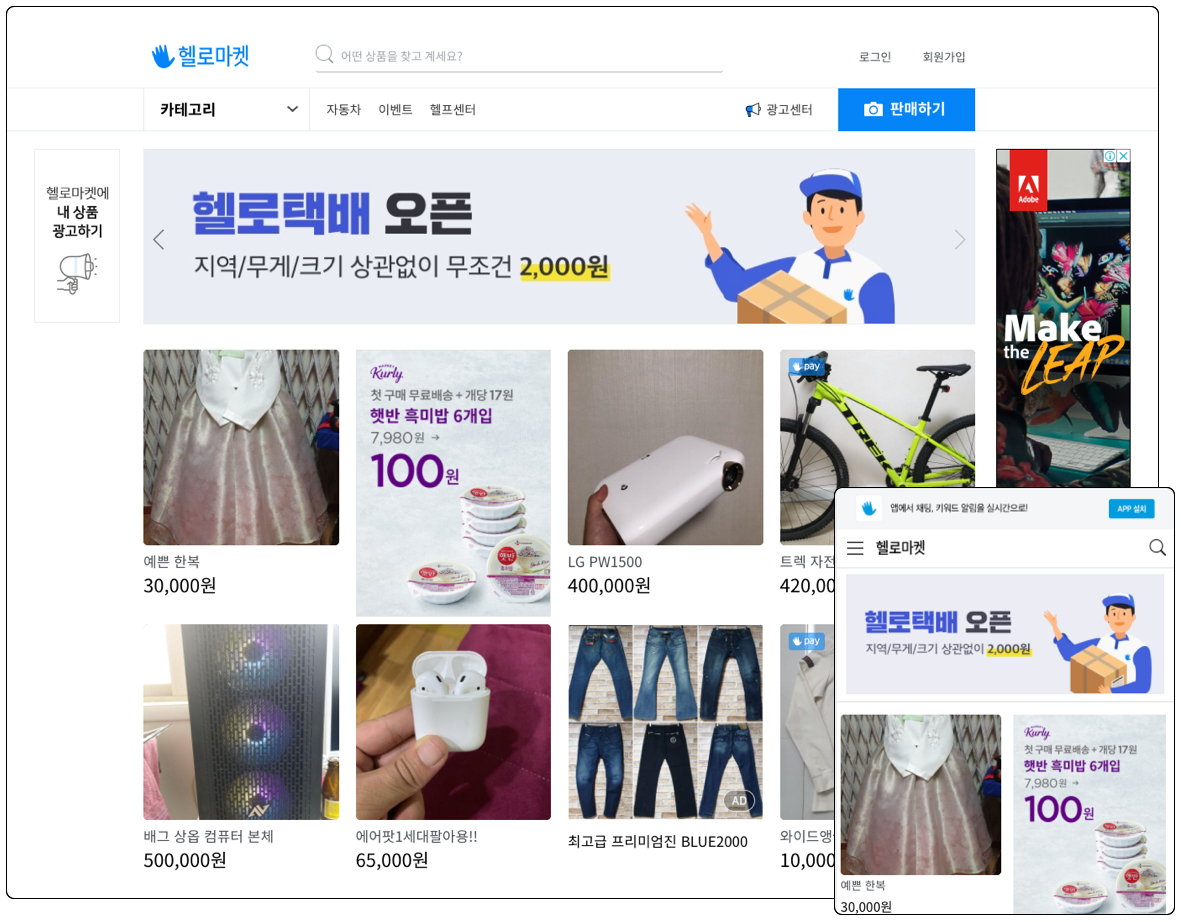 헬로마켓
어떤 상품을 찾고 계세요?
로그인
회원가입
카테고리
자동차
이벤트
헬프센터
광고센터
판매하기
헬로마켓에
내 상품
광고하기
헬로택배 오픈
지역/무게/크기 상관없이 무조건 2,000원
Adobe
Make
the LEAP
Kurly
첫 구매 무료배송 + 개당 17원
햇반 흑미밥 6개입
7,980원 →
100원
햇반
햇반
pay
TREK
예쁜 한복
30,000원
LG PW1500
400,000원
트렉 자전
420,00
pay
AD
배그 상옵 컴퓨터 본체
500,000원
에어팟1세대팔아용!!
65,000원
최고급 프리미엄진 BLUE2000
와이드앵
10,000
앱에서 채팅, 키워드 알림을 실시간으로!
APP 설치
헬로마켓
헬로택배 오픈
지역/무게/크기 상관없이 2,000원
Kurly
첫 구매 무료배송 + 개당 17원
햇반 흑미밥 6개입
7,980원 →
100원
햇반
예쁜 한복
30,000원